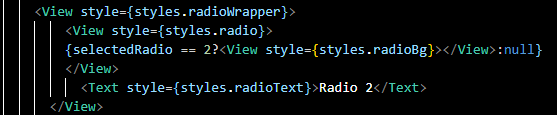 <View style={styles.radioWrapper}>
<View style={styles.radio}>
{selectedRadio == 2?<View style={styles.radioBg}></View>:null}
</View>
<Text style={styles.radioText}>Radio 2</Text>
</View>